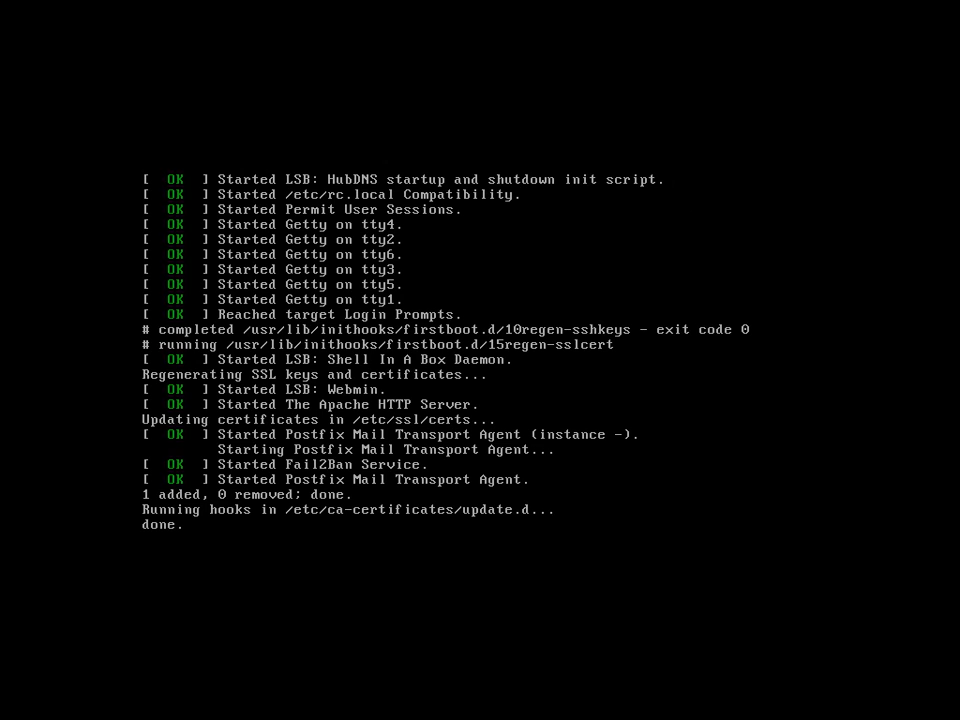 [  OK  ] Started LSB: HubDNS startup and shutdown init script.
[  OK  ] Started /etc/rc.local Compatibility.
[  OK  ] Started Permit User Sessions.
[  OK  ] Started Getty on tty4.
[  OK  ] Started Getty on tty2.
[  OK  ] Started Getty on tty6.
[  OK  ] Started Getty on tty3.
[  OK  ] Started Getty on tty5.
[  OK  ] Started Getty on tty1.
[  OK  ] Reached target Login Prompts.
# completed /usr/lib/inithooks/firstboot.d/10regen-sshkeys - exit code 0
# running /usr/lib/inithooks/firstboot.d/15regen-sslcert
[  OK  ] Started LSB: Shell In A Box Daemon.
Regenerating SSL keys and certificates...
[  OK  ] Started LSB: Webmin.
[  OK  ] Started The Apache HTTP Server.
Updating certificates in /etc/ssl/certs...
[  OK  ] Started Postfix Mail Transport Agent (instance -).
         Starting Postfix Mail Transport Agent...
[  OK  ] Started Fail2Ban Service.
[  OK  ] Started Postfix Mail Transport Agent.
1 added, 0 removed; done.
Running hooks in /etc/ca-certificates/update.d...
done.